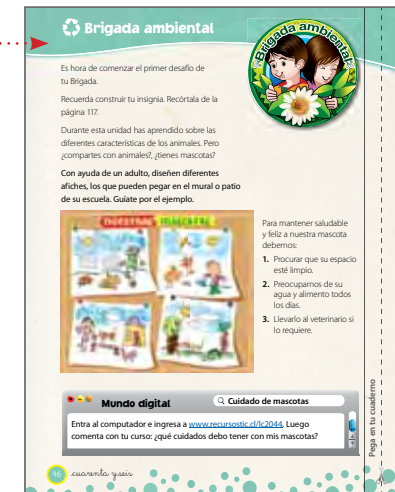 Brigada ambiental
Brigada ambiental
Es hora de comenzar el primer desafío de
tu Brigada.
Recuerda construir tu insignia. Recórtala de la
página 117.
Durante esta unidad has aprendido sobre las
diferentes características de los animales. Pero
¿compartes con animales?, ¿tienes mascotas?
Con ayuda de un adulto, diseñen diferentes
afiches, los que pueden pegar en el mural o patio
de su escuela. Guíate por el ejemplo.
NUESTRAS MASCOTAS
Para mantener saludable
y feliz a nuestra mascota
debemos:
1. Procurar que su espacio
esté limpio.
2. Preocuparnos de su
agua y alimento todos
los días.
3. Llevarlo al veterinario si
lo requiere.
Mundo digital
Cuidado de mascotas
Entra al computador e ingresa a www.recursostic.cl/lc2044. Luego
comenta con tu curso: ¿qué cuidados debo tener con mis mascotas?
Pega en tu cuaderno
cuarenta y seis